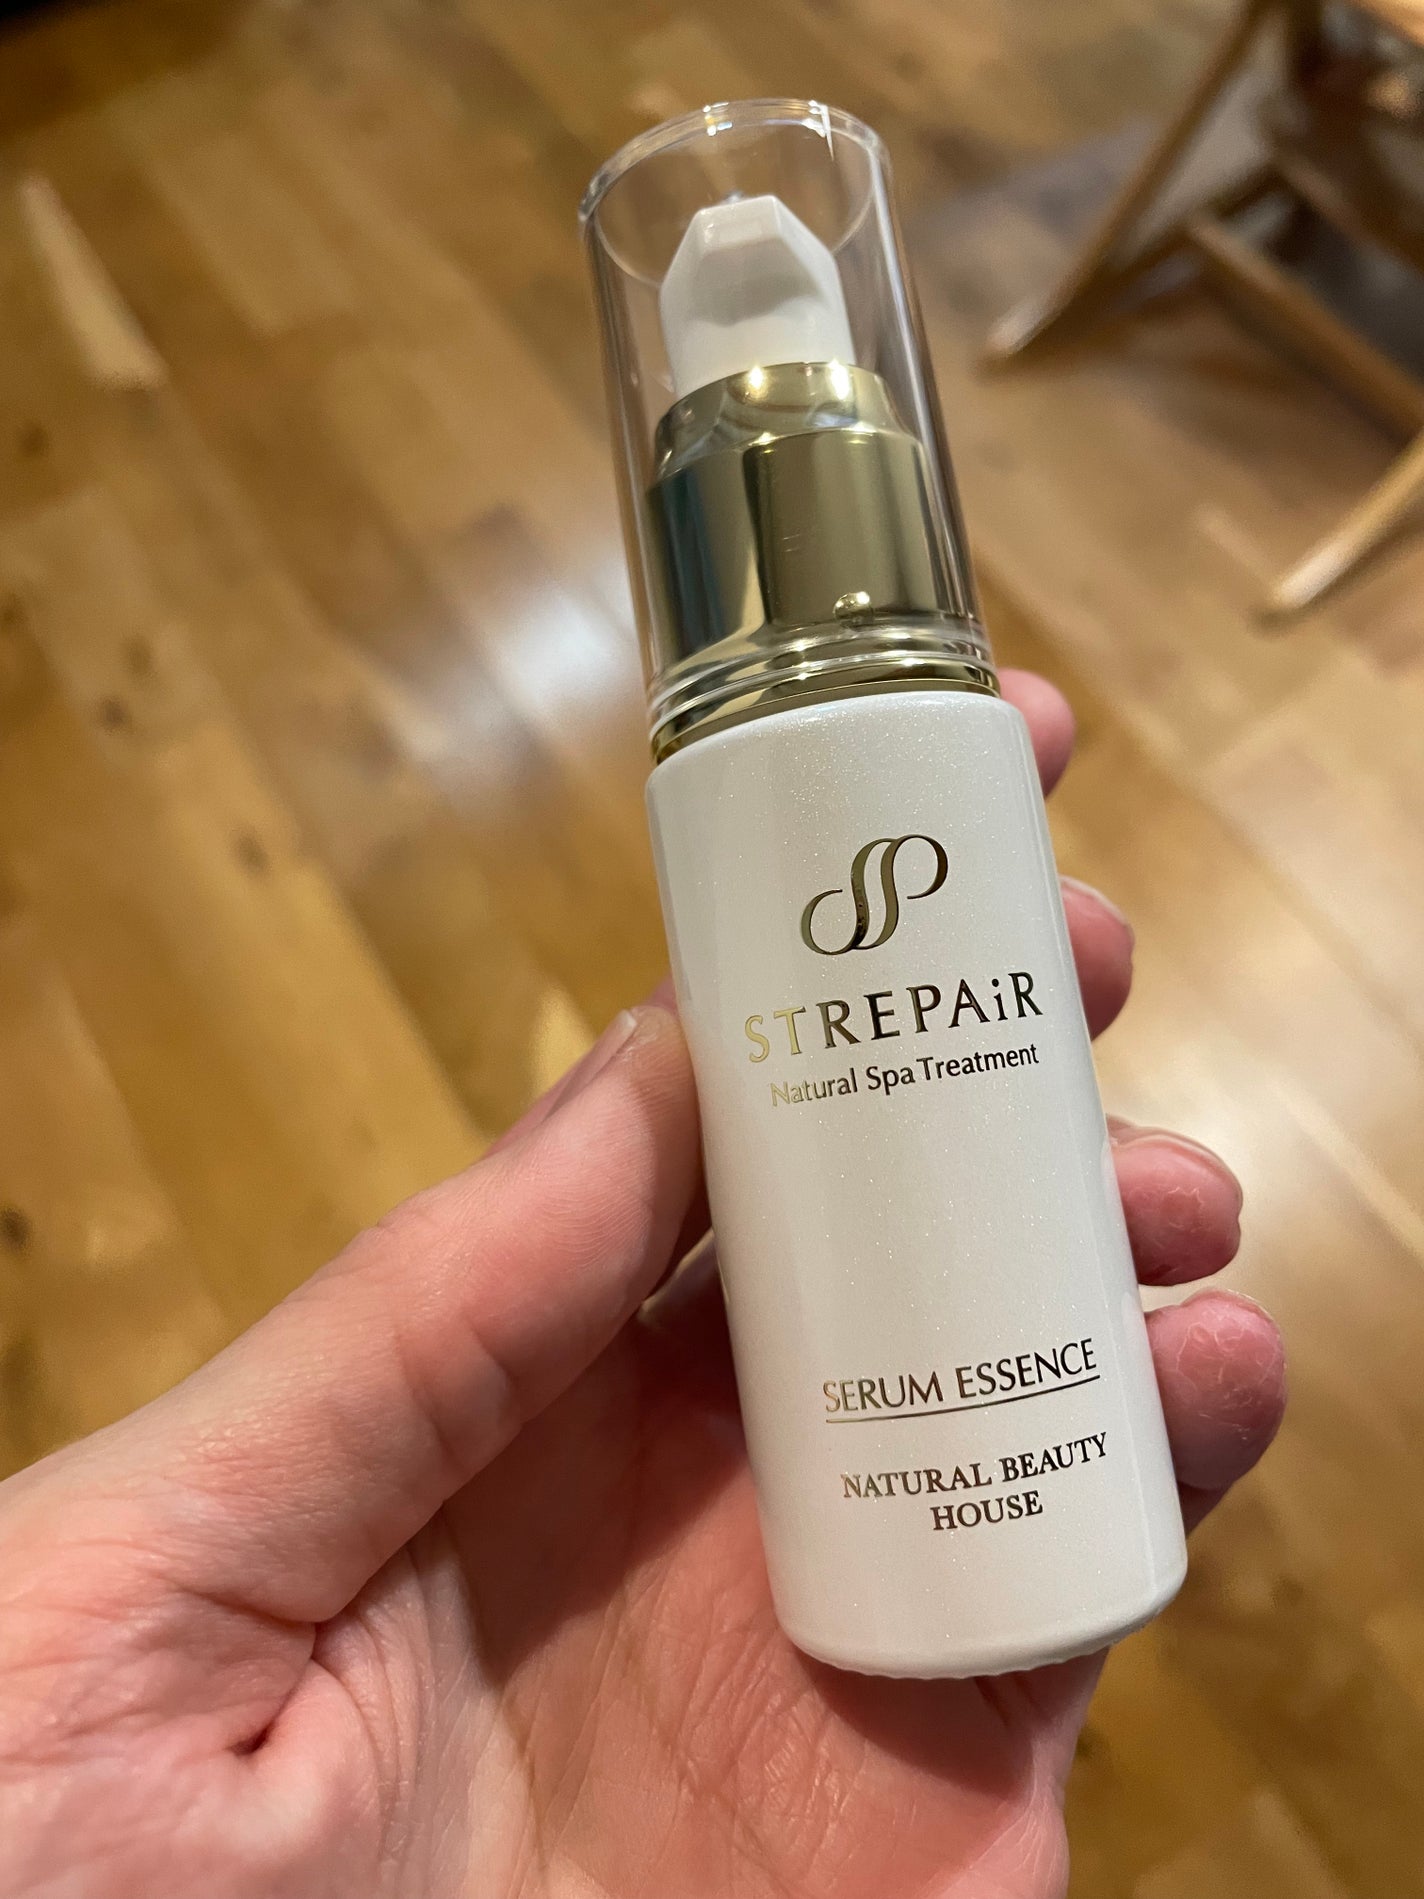 STREPAiR
Natural Spa Treatment
SERUM ESSENCE
NATURAL BEAUTY
HOUSE